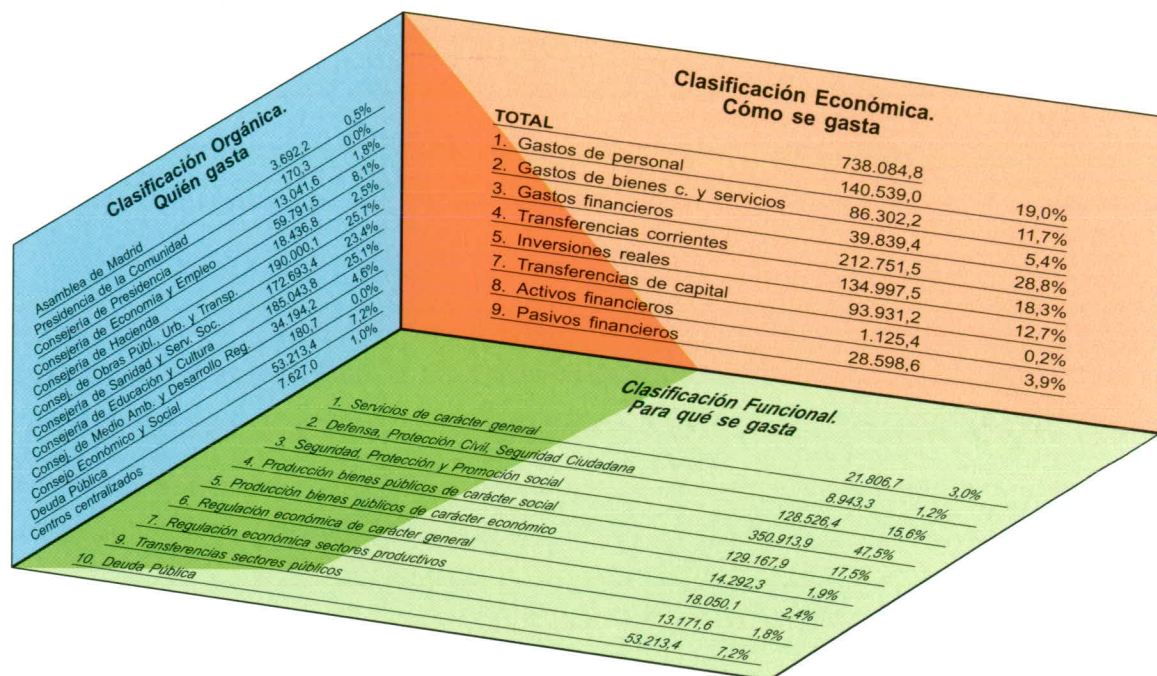 Clasificación Orgánica.
Quién gasta
Asamblea de Madrid 3.692,2 0,5%
Presidencia de la Comunidad 170,3 0,0%
Consejería de Presidencia 13.041,6 1,8%
Consejería de Economía y Empleo 59.791,5 8,1%
Consejería de Hacienda 18.436,8 2,5%
Consej. de Obras Públ., Urb. y Transp. 190.000,1 25,7%
Consejería de Sanidad y Serv. Soc. 172.693,4 23,4%
Consejería de Educación y Cultura 185.043,8 25,1%
Consej. de Medio Amb. y Desarrollo Reg. 34.194,2 4,6%
Consejo Económico y Social 180,7 0,0%
Deuda Pública 53.213,4 7,2%
Centros centralizados 7.627,0 1,0%
Clasificación Económica.
Cómo se gasta
TOTAL 738.084,8
1. Gastos de personal 140.539,0 19,0%
2. Gastos de bienes c. y servicios 86.302,2 11,7%
3. Gastos financieros 39.839,4 5,4%
4. Transferencias corrientes 212.751,5 28,8%
5. Inversiones reales 134.997,5 18,3%
7. Transferencias de capital 93.931,2 12,7%
8. Activos financieros 1.125,4 0,2%
9. Pasivos financieros 28.598,6 3,9%
Clasificación Funcional.
Para qué se gasta
1. Servicios de carácter general 21.806,7 3,0%
2. Defensa, Protección Civil, Seguridad Ciudadana 8.943,3 1,2%
3. Seguridad, Protección y Promoción social 128.526,4 15,6%
4. Producción bienes públicos de carácter social 350.913,9 47,5%
5. Producción bienes públicos de carácter económico 129.167,9 17,5%
6. Regulación económica de carácter general 14.292,3 1,9%
7. Regulación económica sectores productivos 18.050,1 2,4%
9. Transferencias sectores públicos 13.171,6 1,8%
10. Deuda Pública 53.213,4 7,2%